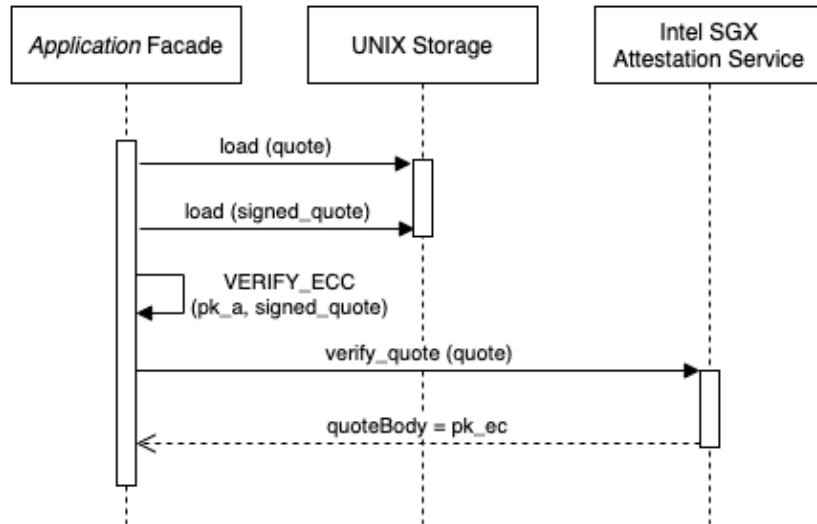 Application Facade
UNIX Storage
Intel SGX
Attestation Service
load (quote)
load (signed_quote)
VERIFY_ECC
(pk_a, signed_quote)
verify_quote (quote)
quoteBody = pk_ec